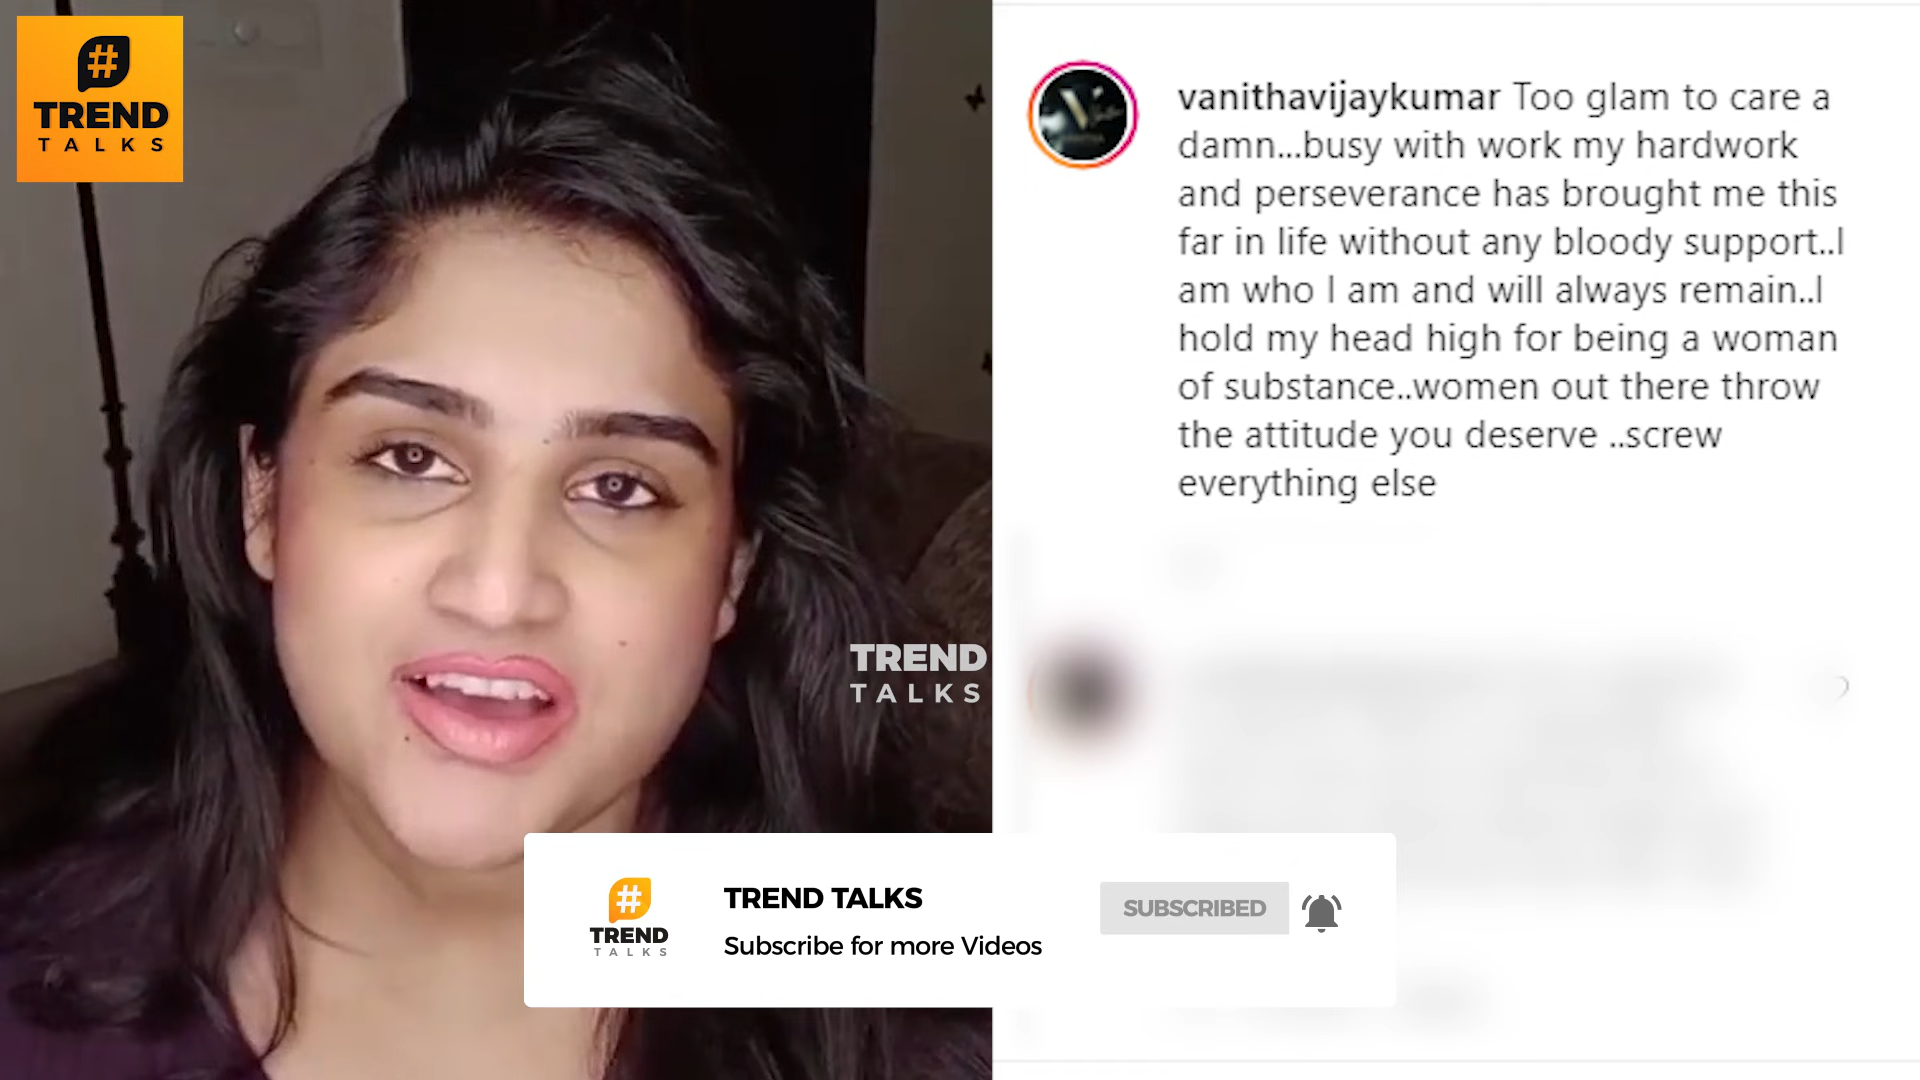 #
TREND
TALKS
vanithavijaykumar Too glam to care a
damn...busy with work my hardwork
and perseverance has brought me this
far in life without any bloody support..I
am who I am and will always remain..I
hold my head high for being a woman
of substance..women out there throw
the attitude you deserve ..screw
everything else
TREND
TALKS
#
TREND
TALKS
TREND TALKS
Subscribe for more Videos
SUBSCRIBED